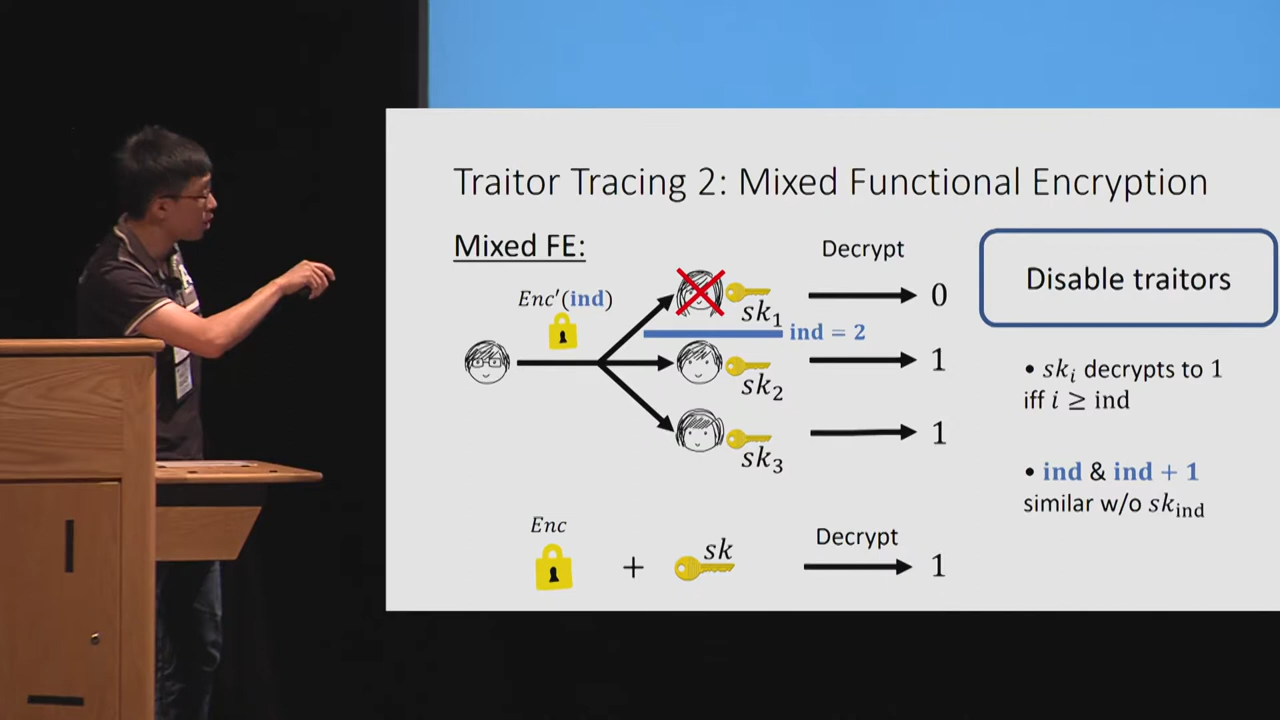 Traitor Tracing 2: Mixed Functional Encryption
Mixed FE:
Decrypt
Enc′(ind)
sk₁
0
ind = 2
sk₂
1
sk₃
1
Disable traitors
• skᵢ decrypts to 1
iff i ≥ ind
• ind & ind + 1
similar w/o sk_ind
Enc
+
sk
Decrypt
1